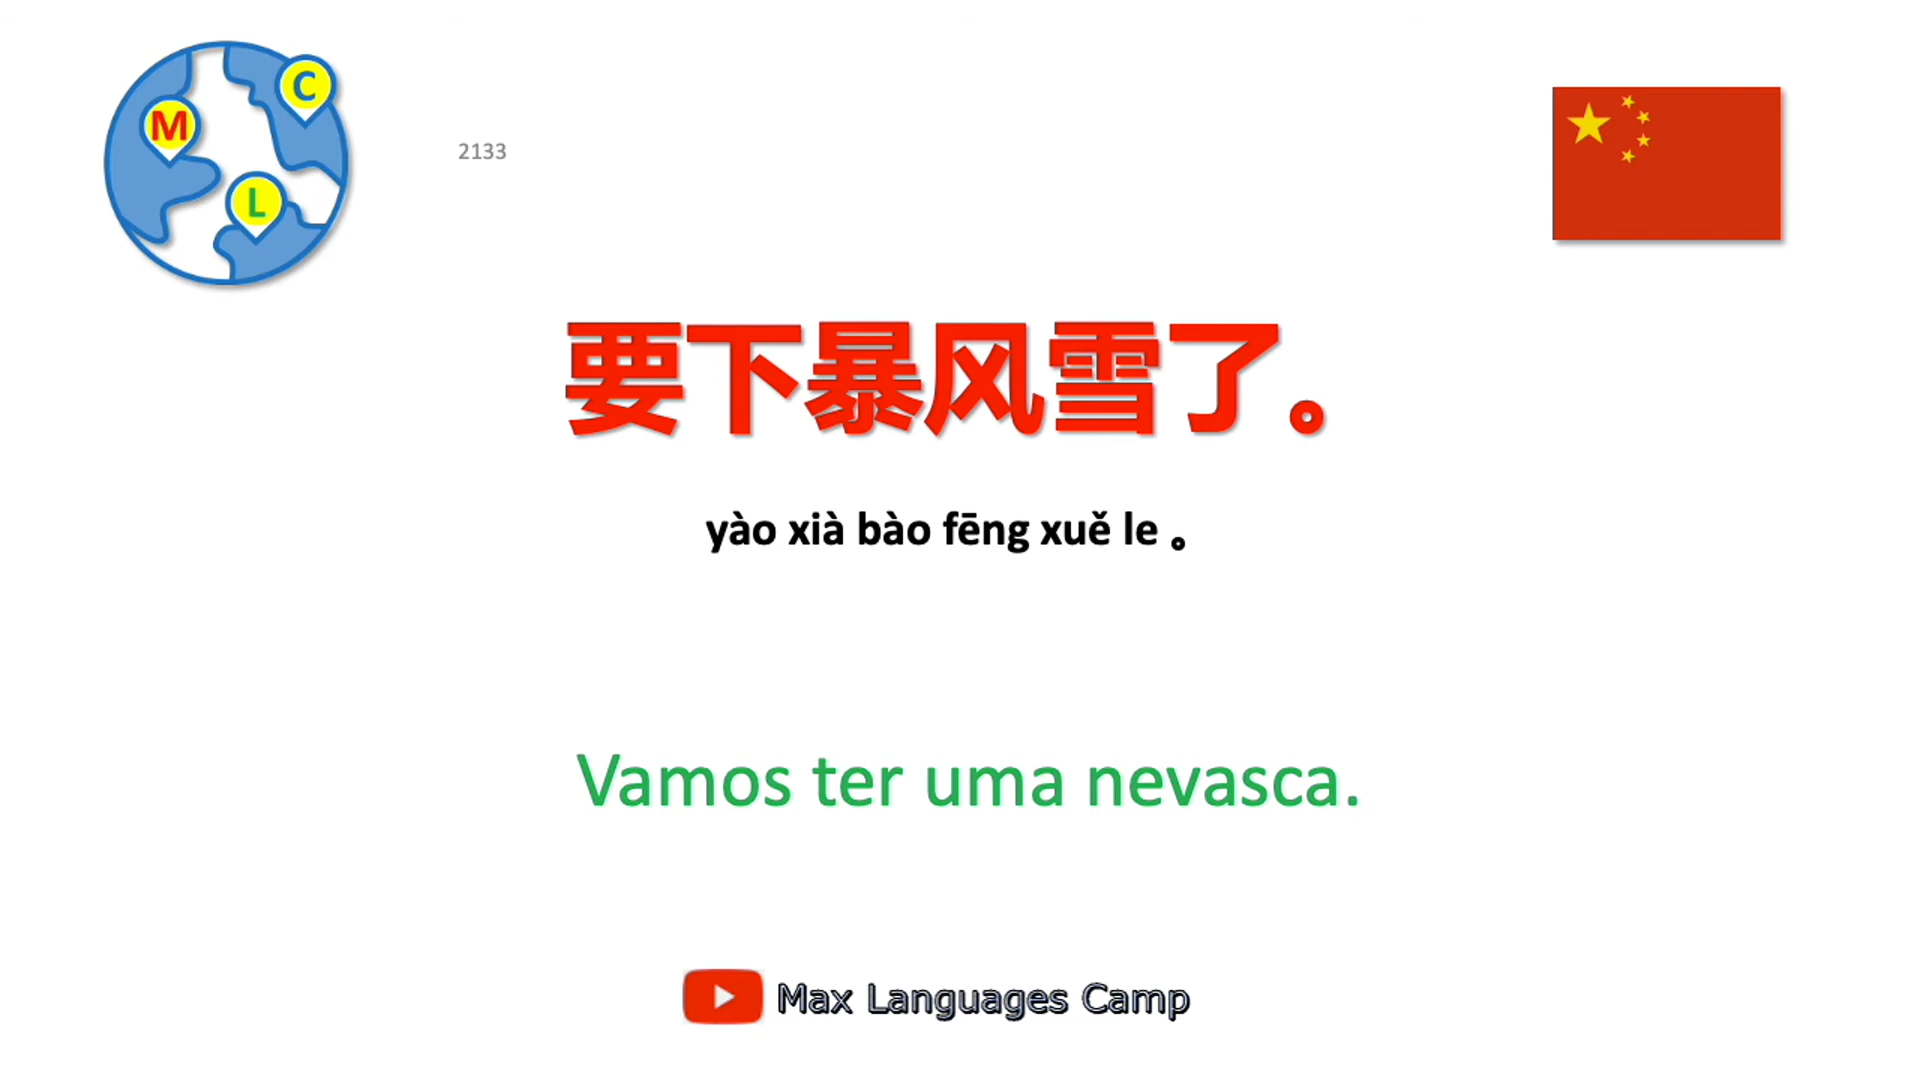 C
M
L
2133
要下暴风雪了。
yào xià bào fēng xuě le 。
Vamos ter uma nevasca.
Max Languages Camp